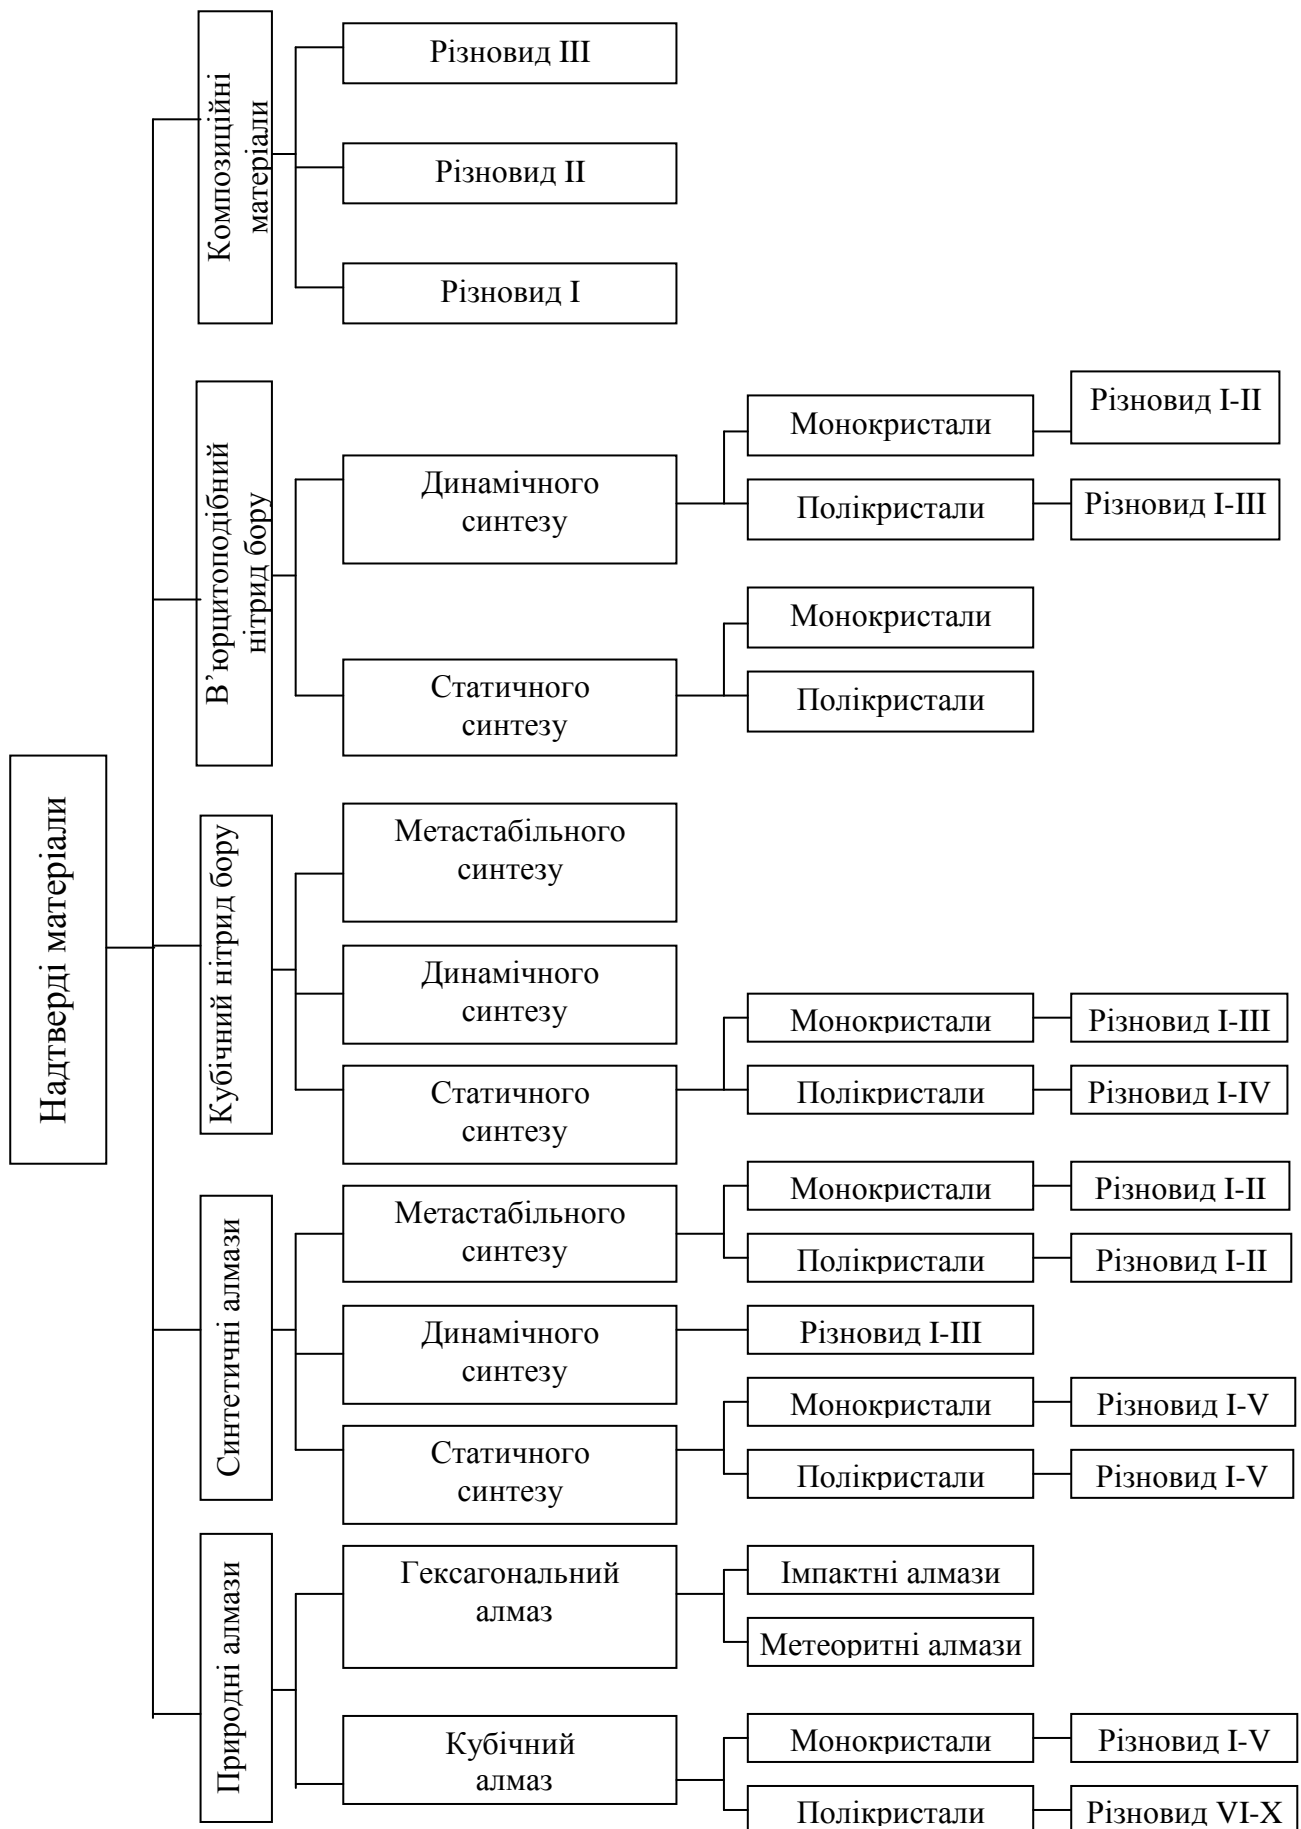 Надтверді матеріали
Композиційні
матеріали
Різновид III
Різновид II
Різновид I
В’юрцитоподібний
нітрид бору
Динамічного
синтезу
Монокристали
Різновид I-II
Полікристали
Різновид I-III
Статичного
синтезу
Монокристали
Полікристали
Кубічний нітрид бору
Метастабільного
синтезу
Динамічного
синтезу
Статичного
синтезу
Монокристали
Різновид I-III
Полікристали
Різновид I-IV
Синтетичні алмази
Метастабільного
синтезу
Монокристали
Різновид I-II
Полікристали
Різновид I-II
Динамічного
синтезу
Різновид I-III
Статичного
синтезу
Монокристали
Різновид I-V
Полікристали
Різновид I-V
Природні алмази
Гексагональний
алмаз
Імпактні алмази
Метеоритні алмази
Кубічний
алмаз
Монокристали
Різновид I-V
Полікристали
Різновид VI-X